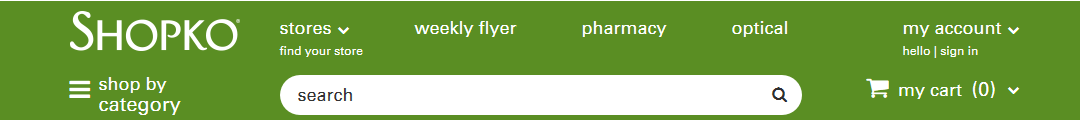 SHOPKO®
stores weekly flyer pharmacy optical my account
find your store hello | sign in
shop by
category
search
my cart (0)